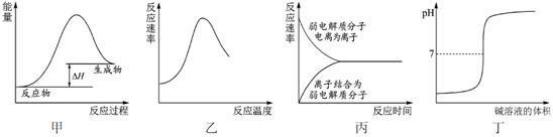 能量
生成物
ΔH
反应物
反应过程
甲
反应速率
反应温度
乙
反应速率
弱电解质分子
电离为离子
离子结合为
弱电解质分子
反应时间
丙
pH
7
碱溶液的体积
丁